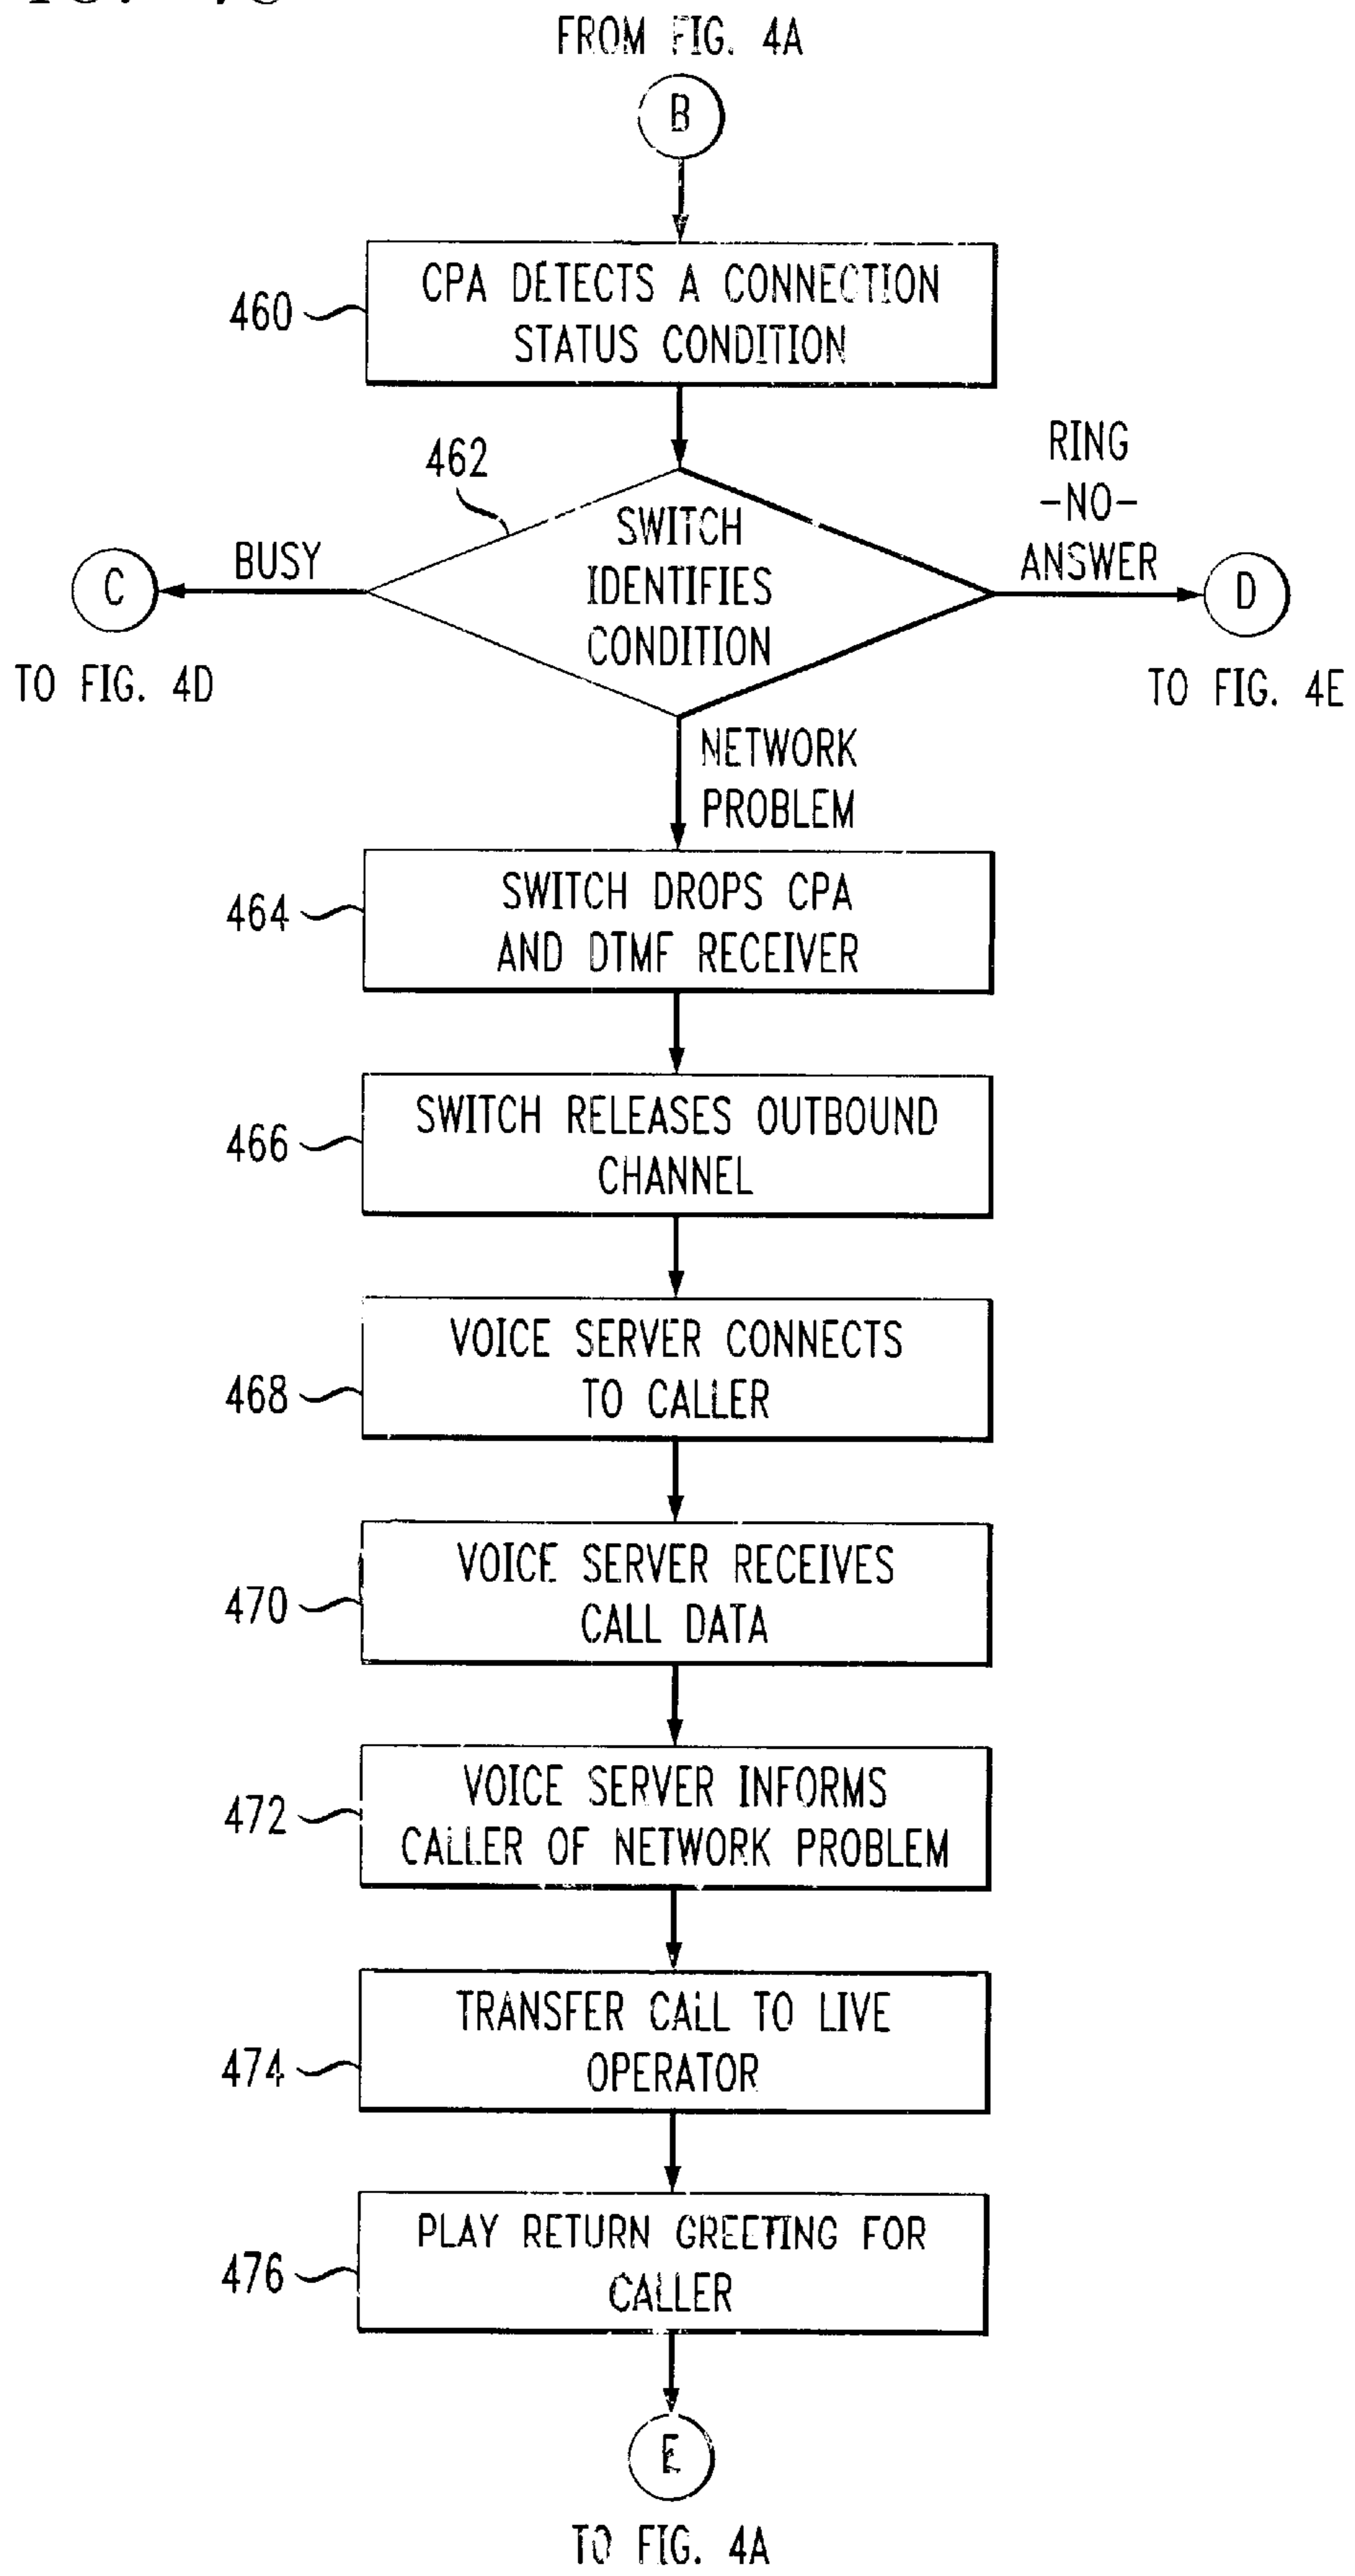 FROM FIG. 4A
B
CPA DETECTS A CONNECTION
STATUS CONDITION
460
462
SWITCH
IDENTIFIES
CONDITION
BUSY
C
TO FIG. 4D
RING
-NO-
ANSWER
D
TO FIG. 4E
NETWORK
PROBLEM
464
SWITCH DROPS CPA
AND DTMF RECEIVER
466
SWITCH RELEASES OUTBOUND
CHANNEL
468
VOICE SERVER CONNECTS
TO CALLER
470
VOICE SERVER RECEIVES
CALL DATA
472
VOICE SERVER INFORMS
CALLER OF NETWORK PROBLEM
474
TRANSFER CALL TO LIVE
OPERATOR
476
PLAY RETURN GREETING FOR
CALLER
E
TO FIG. 4A